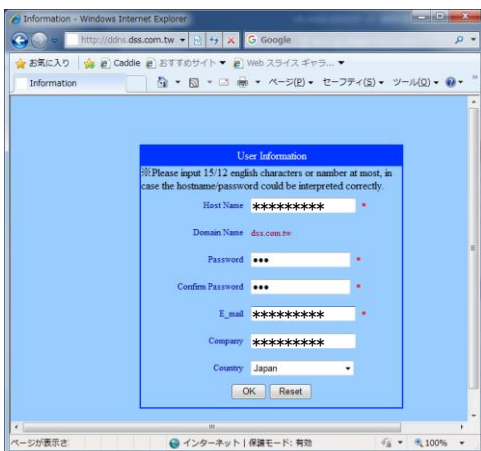 Information - Windows Internet Explorer
http://ddns.dss.com.tw
Google
お気に入り Caddie おすすめサイト Web スライス ギャラ...
Information ページ(P) セーフティ(S) ツール(O) »
User Information
※Please input 15/12 english characters or namber at most, in
case the hostname/password could be interpreted correctly.
Host Name ********* *
Domain Name dss.com.tw
Password ●●● *
Confirm Password ●●● *
E_mail ********* *
Company *********
Country Japan
OK Reset
ページが表示さ インターネット | 保護モード: 有効 100%